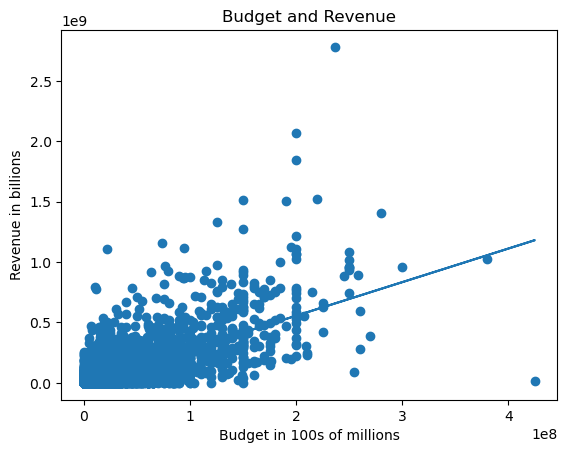 Budget and Revenue
1e9
2.5
2.0
1.5
1.0
0.5
0.0
Revenue in billions
0
1
2
3
4
1e8
Budget in 100s of millions